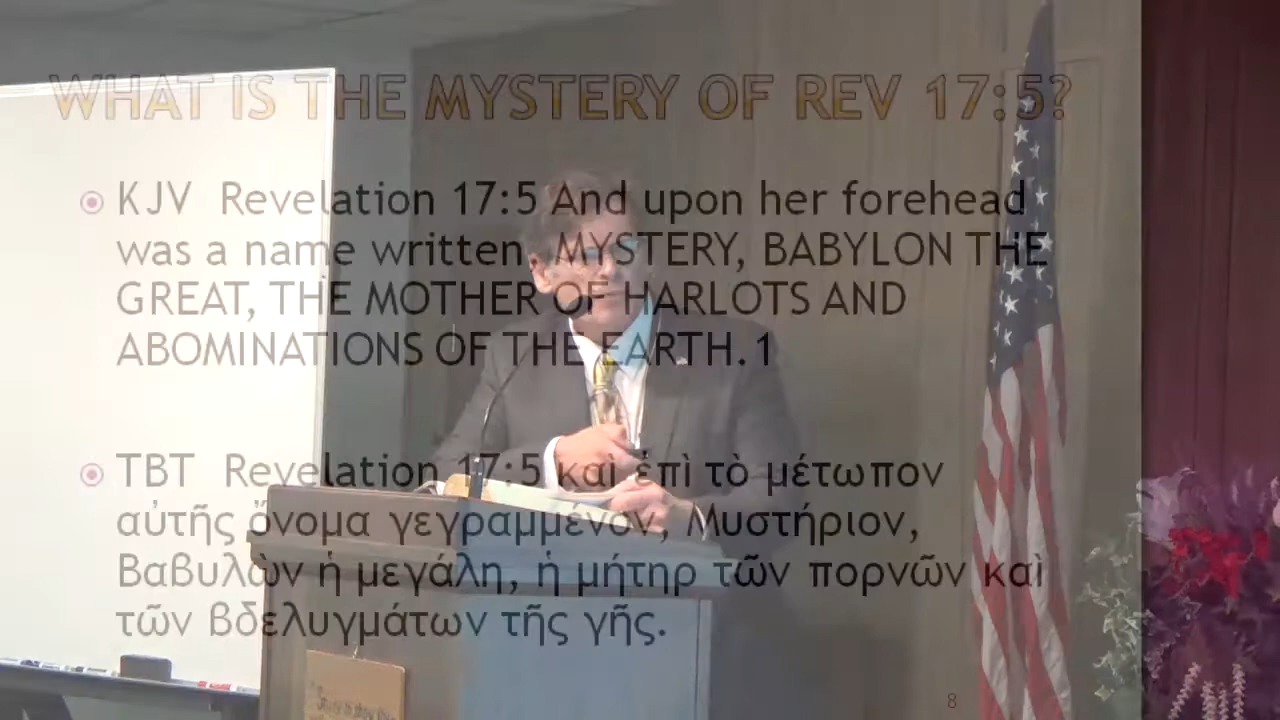 WHAT IS THE MYSTERY OF REV 17:5?
KJV Revelation 17:5 And upon her forehead
was a name written, MYSTERY, BABYLON THE
GREAT, THE MOTHER OF HARLOTS AND
ABOMINATIONS OF THE EARTH.1
TBT Revelation 17:5 καὶ ἐπὶ τὸ μέτωπον
αὐτῆς ὄνομα γεγραμμένον, Μυστήριον,
Βαβυλὼν ἡ μεγάλη, ἡ μήτηρ τῶν πορνῶν καὶ
τῶν βδελυγμάτων τῆς γῆς.
8